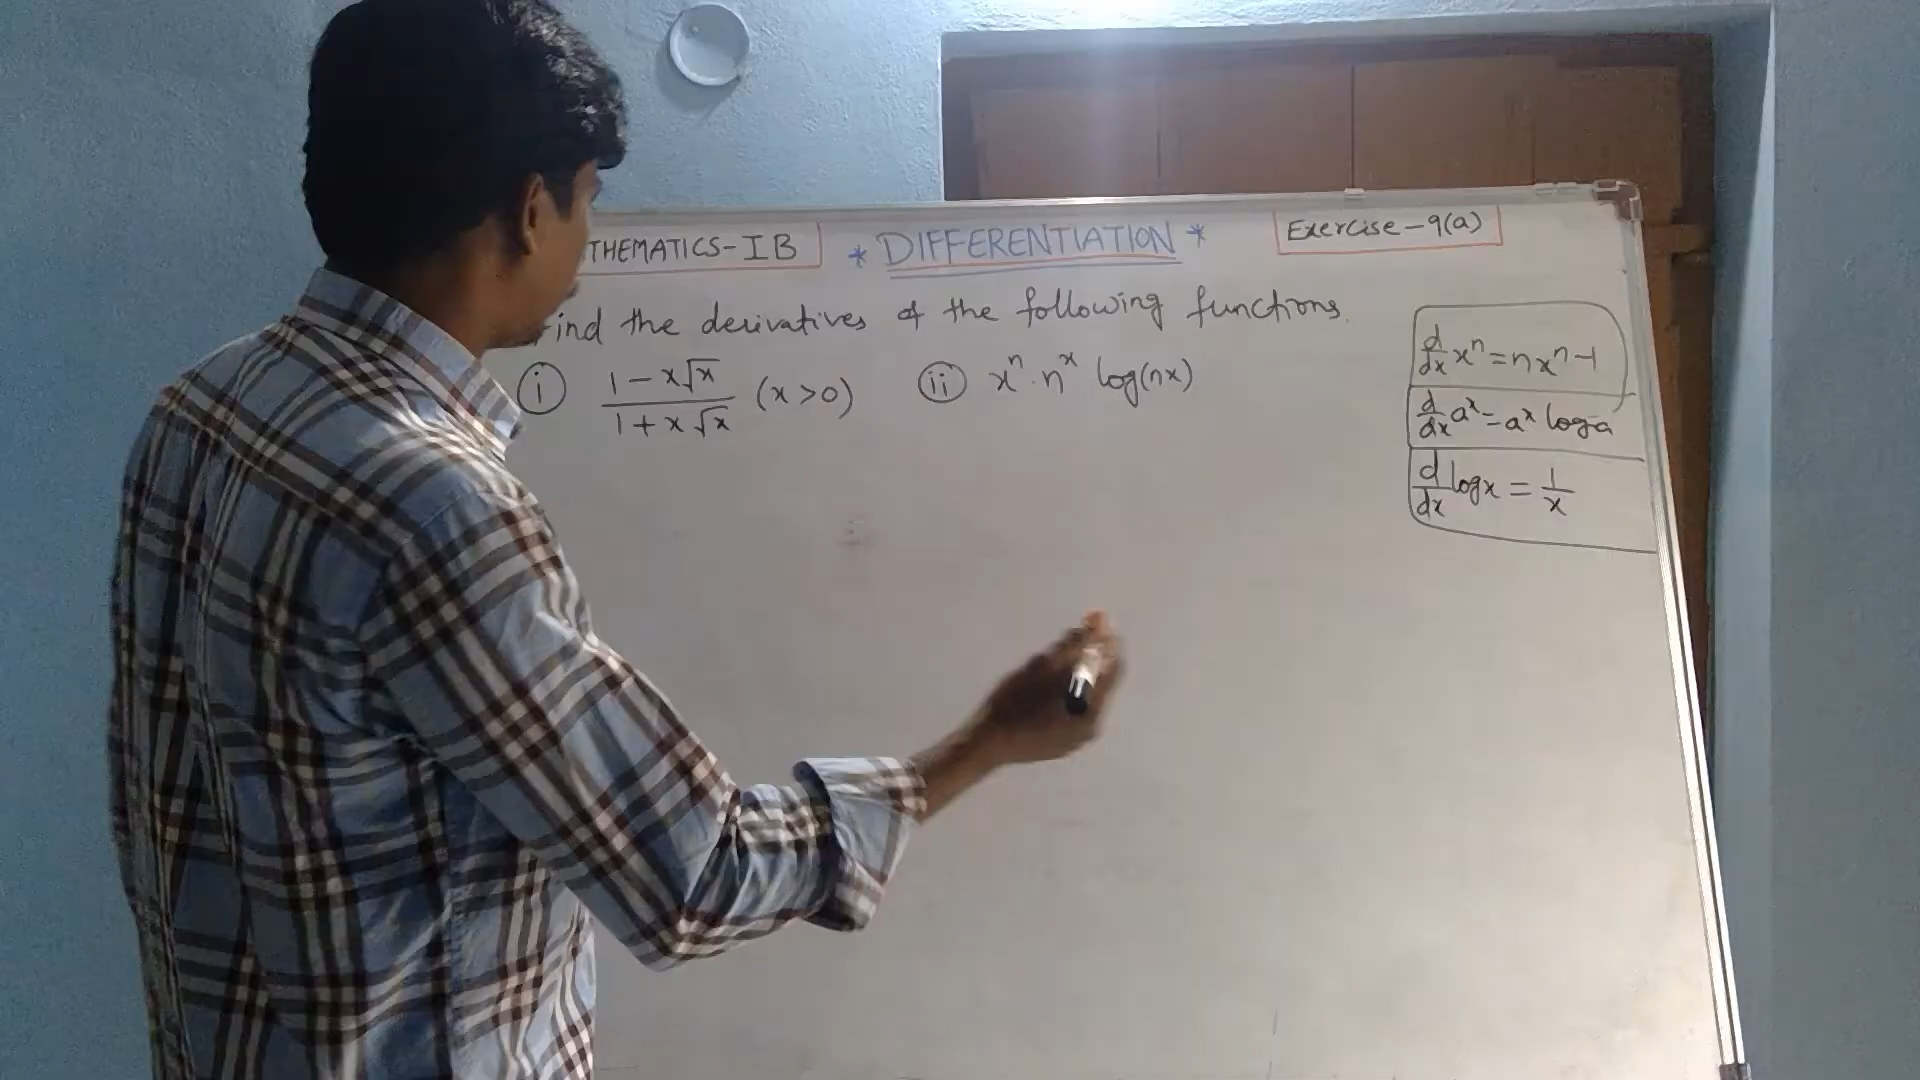 THEMATICS-IB * DIFFERENTIATION * Exercise-9(a)
ind the derivatives of the following functions.
(i) (1 - x√x)/(1 + x√x) (x > 0) (ii) xⁿ · nˣ log(nx)
d/dx xⁿ = n xⁿ⁻¹
d/dx aˣ = aˣ log a
d/dx log x = 1/x